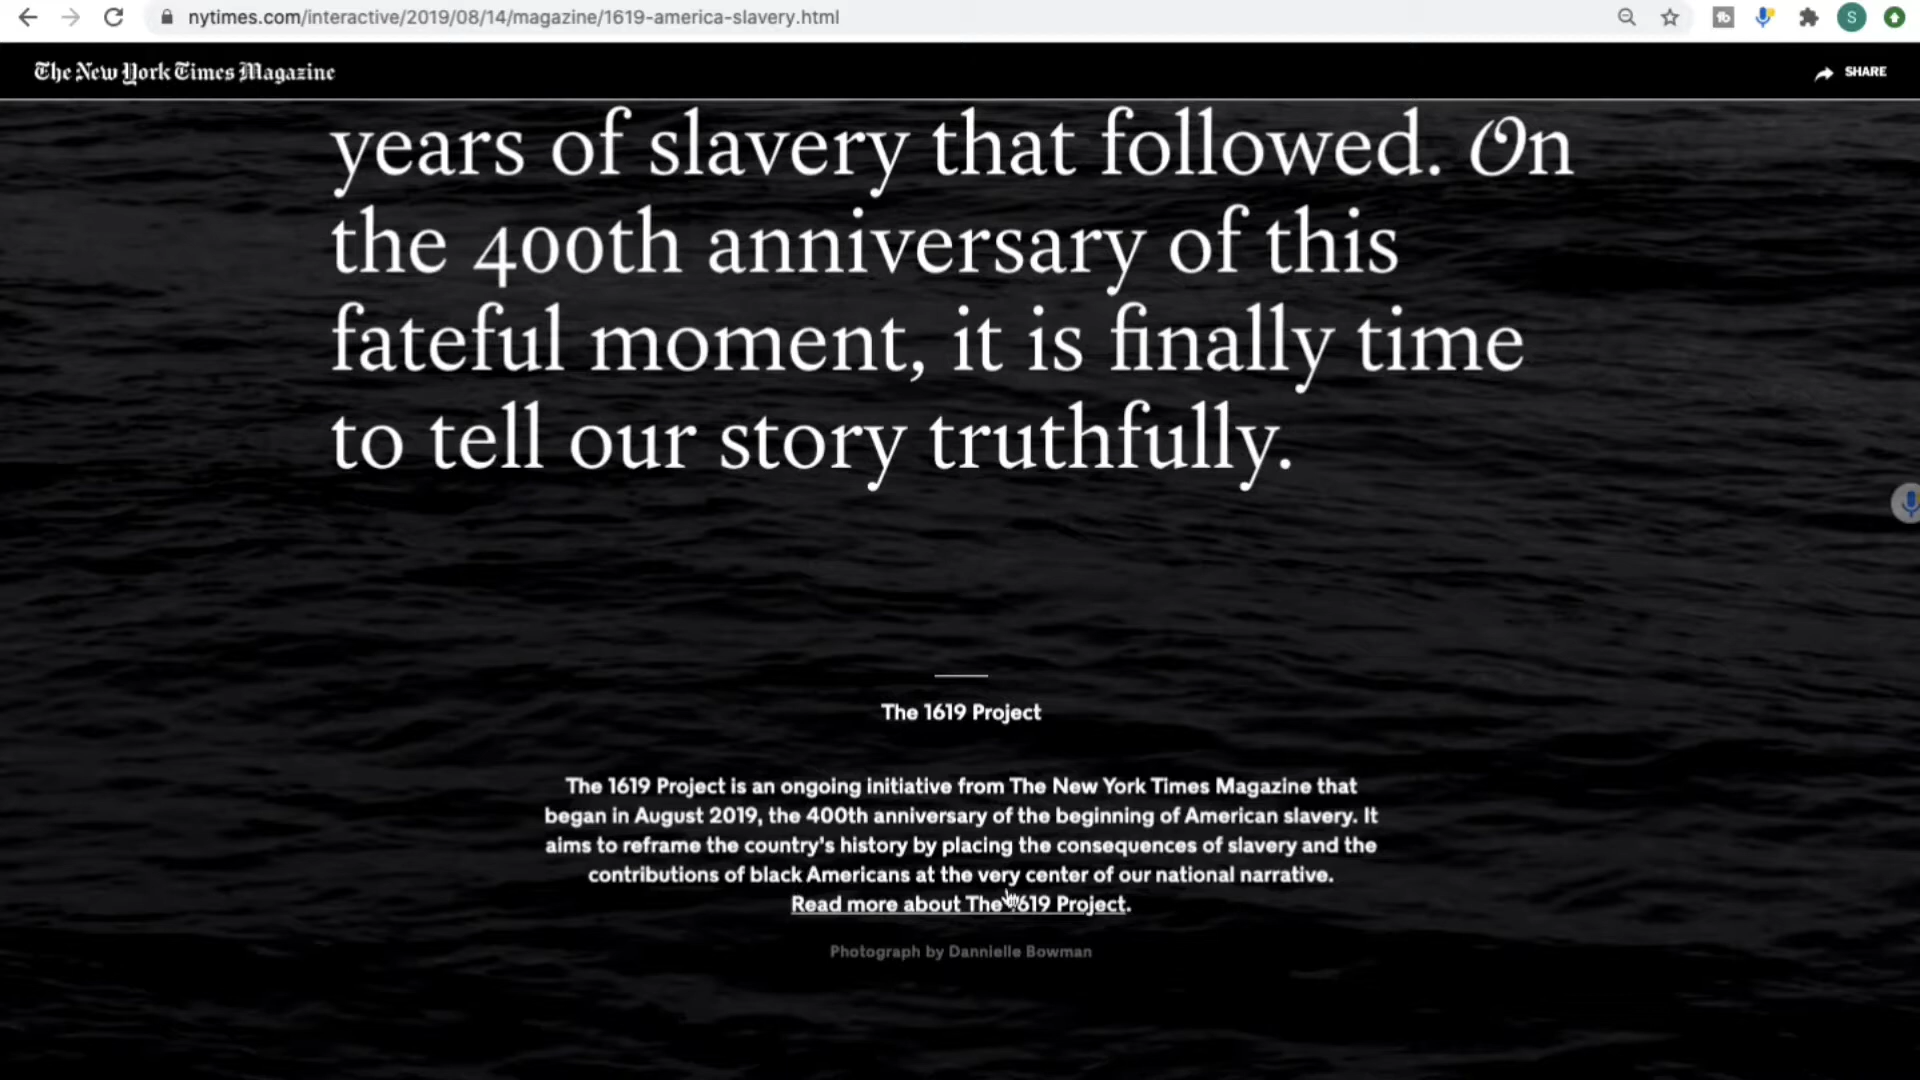 nytimes.com/interactive/2019/08/14/magazine/1619-america-slavery.html
S
The New York Times Magazine
SHARE
years of slavery that followed. On
the 400th anniversary of this
fateful moment, it is finally time
to tell our story truthfully.
The 1619 Project
The 1619 Project is an ongoing initiative from The New York Times Magazine that
began in August 2019, the 400th anniversary of the beginning of American slavery. It
aims to reframe the country's history by placing the consequences of slavery and the
contributions of black Americans at the very center of our national narrative.
Read more about The 1619 Project.
Photograph by Dannielle Bowman